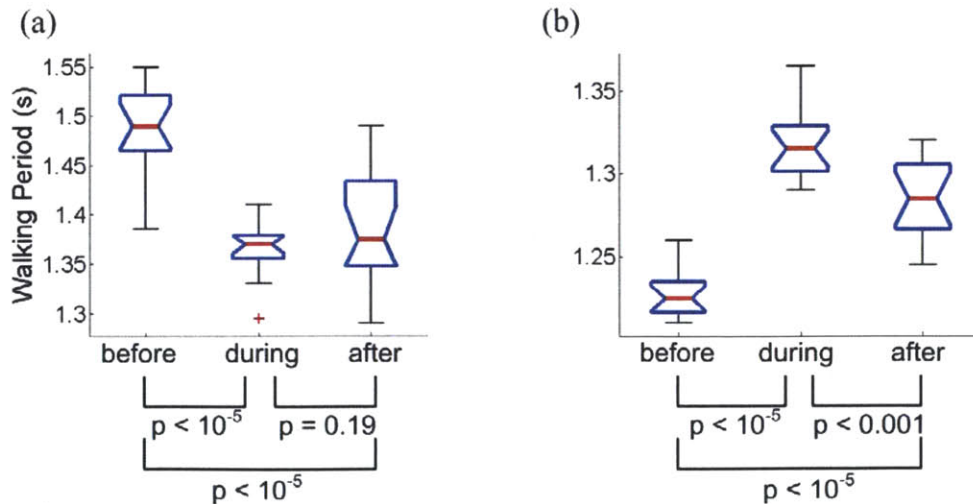 (a)
Walking Period (s)
1.55
1.5
1.45
1.4
1.35
1.3
before during after
p < 10⁻⁵ p = 0.19
p < 10⁻⁵
(b)
1.35
1.3
1.25
before during after
p < 10⁻⁵ p < 0.001
p < 10⁻⁵